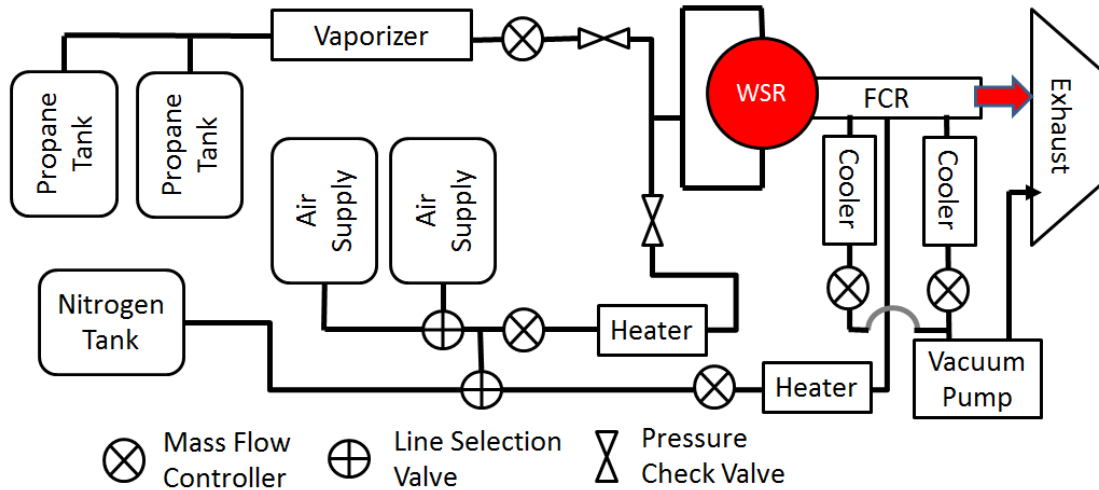 Vaporizer
Propane
Tank
Propane
Tank
WSR
FCR
Exhaust
Air
Supply
Air
Supply
Cooler
Cooler
Nitrogen
Tank
Heater
Heater
Vacuum
Pump
Mass Flow
Controller
Line Selection
Valve
Pressure
Check Valve